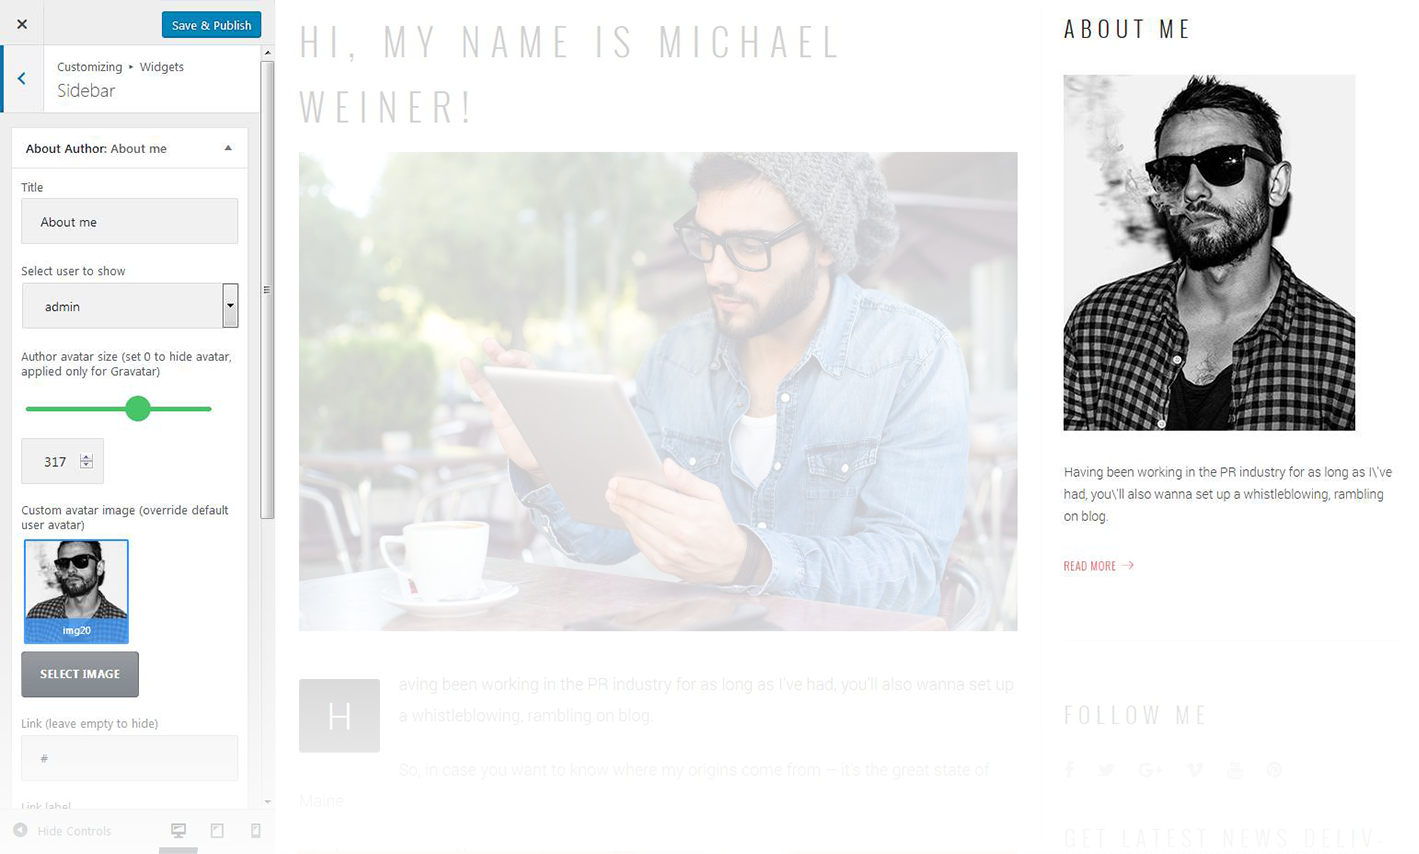 Save & Publish
Customizing ▸ Widgets
Sidebar
About Author: About me
Title
About me
Select user to show
admin
Author avatar size (set 0 to hide avatar,
applied only for Gravatar)
317
Custom avatar image (override default
user avatar)
img20
SELECT IMAGE
Link (leave empty to hide)
#
Link label
Hide Controls
HI, MY NAME IS MICHAEL
WEINER!
H
aving been working in the PR industry for as long as I've had, you'll also wanna set up
a whistleblowing, rambling on blog.
So, in case you want to know where my origins come from – it's the great state of
Maine
ABOUT ME
Having been working in the PR industry for as long as I\'ve
had, you\'ll also wanna set up a whistleblowing, rambling
on blog.
READ MORE →
FOLLOW ME
GET LATEST NEWS DELIV-